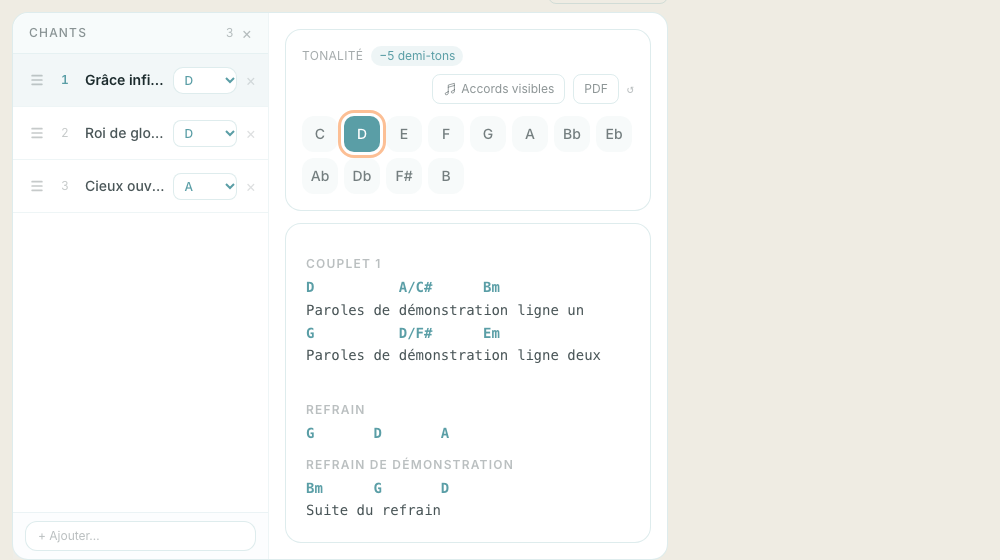 CHANTS 3 ×
1 Grâce infi... D ×
2 Roi de glo... D ×
3 Cieux ouv... A ×
+ Ajouter...
TONALITÉ −5 demi-tons
Accords visibles PDF ↺
C D E F G A Bb Eb
Ab Db F# B
COUPLET 1
D A/C# Bm
Paroles de démonstration ligne un
G D/F# Em
Paroles de démonstration ligne deux
REFRAIN
G D A
REFRAIN DE DÉMONSTRATION
Bm G D
Suite du refrain